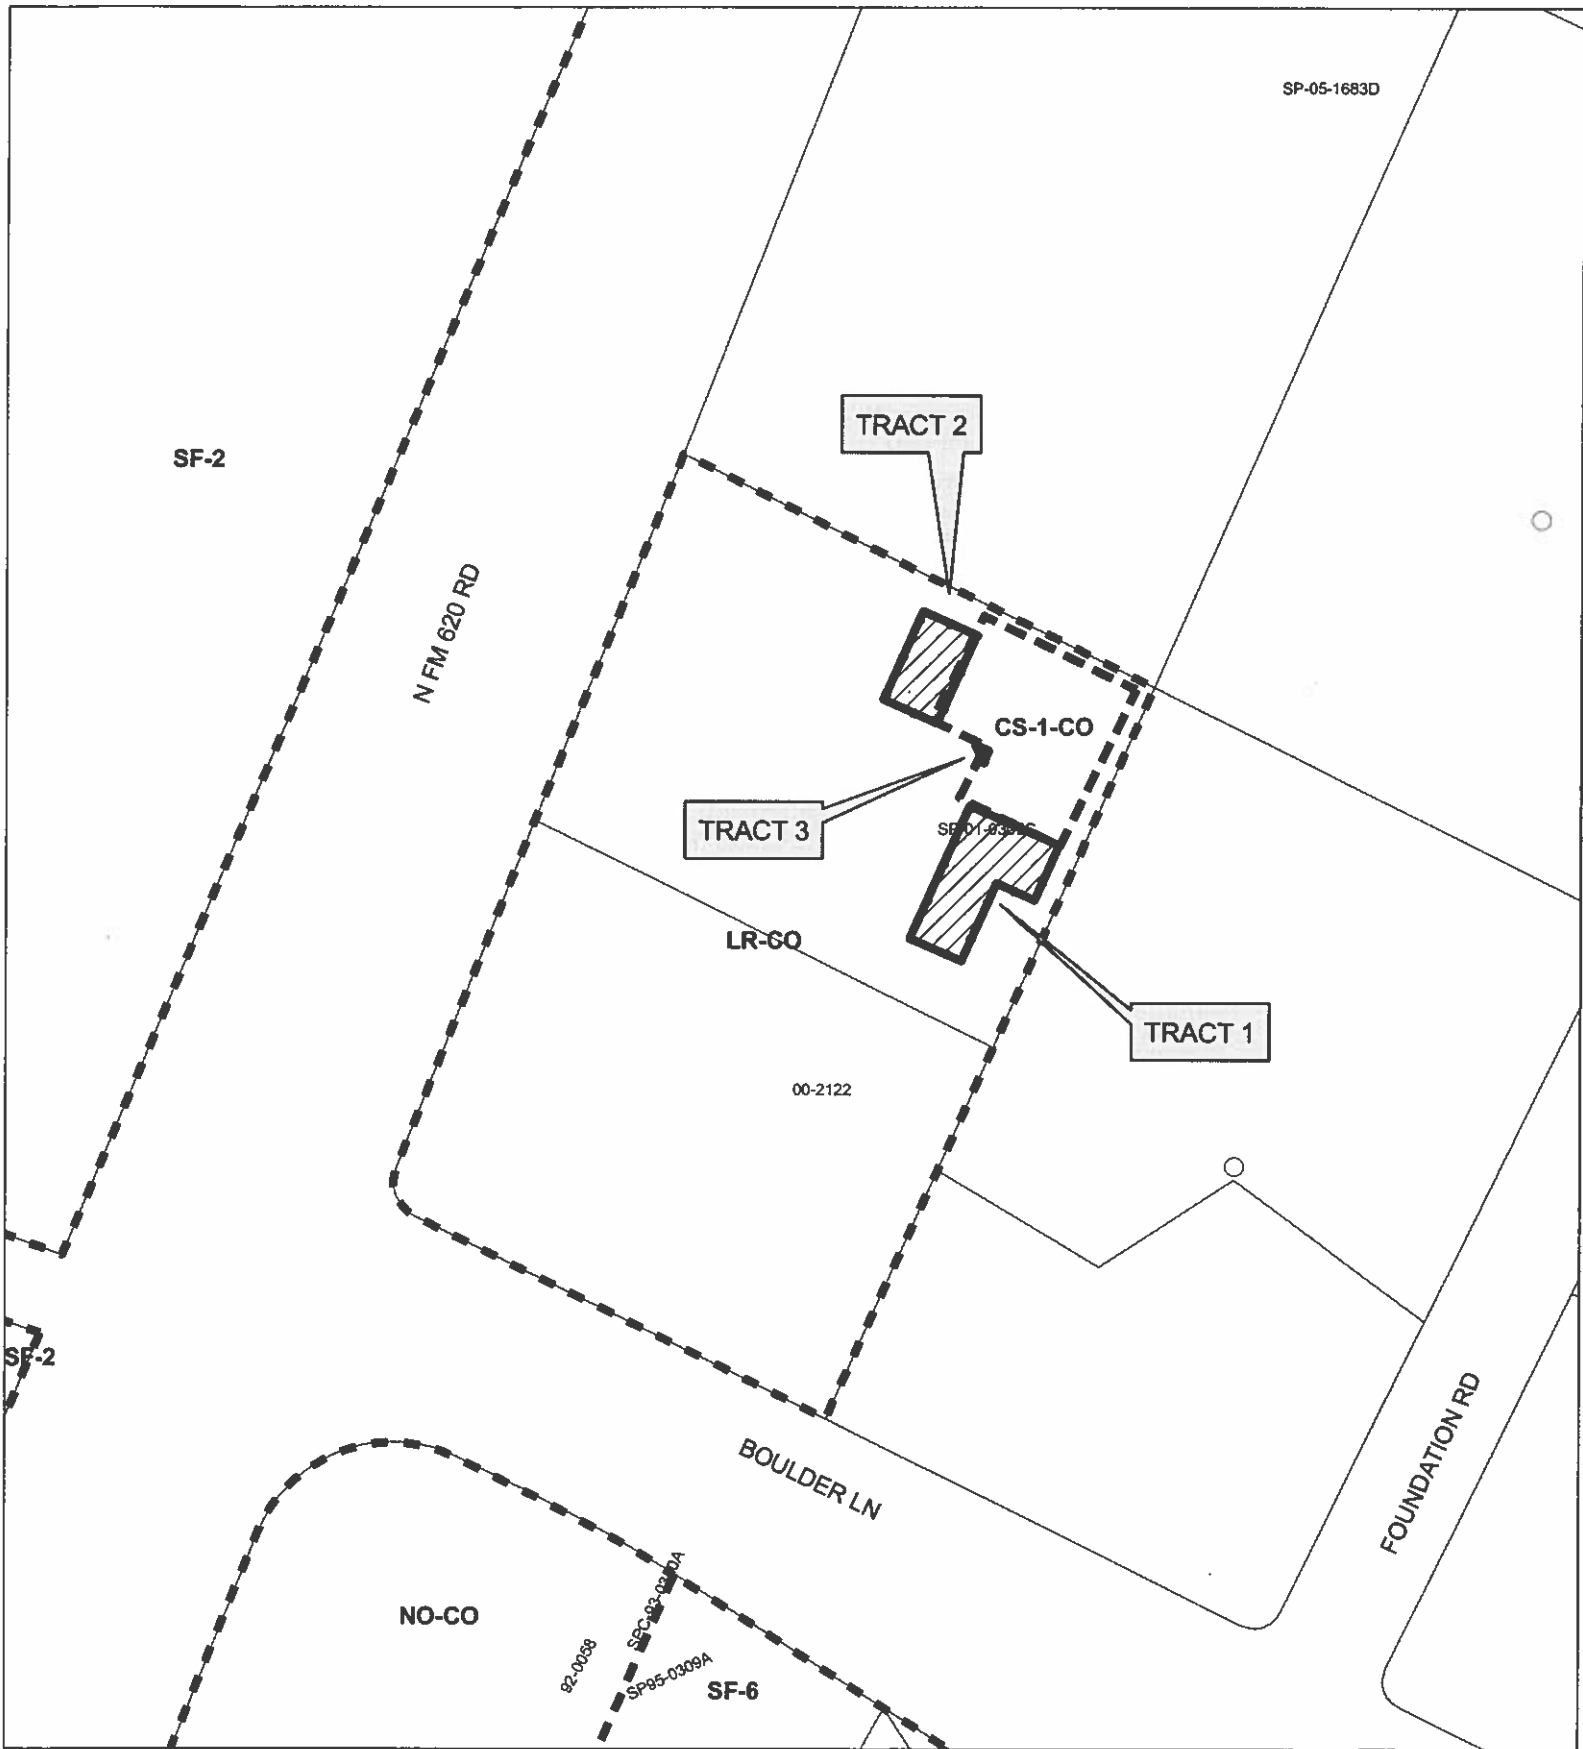 SP-05-1683D
TRACT 2
SF-2
N FM 620 RD
CS-1-CO
TRACT 3
LR-CO
TRACT 1
00-2122
SF-2
BOULDER LN
FOUNDATION RD
NO-CO
92-0058
SP95-0309A
SF-6